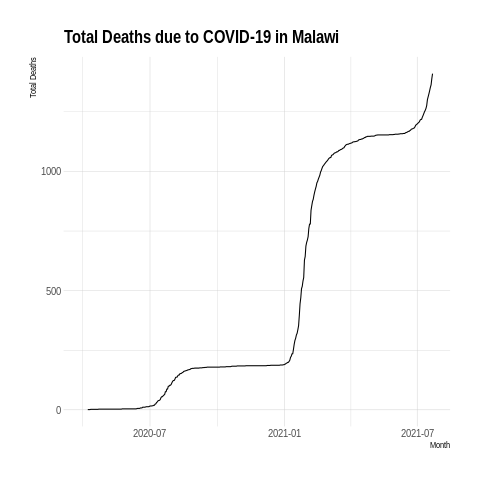 Total Deaths due to COVID-19 in Malawi
Total Deaths
1000
500
0
2020-07
2021-01
2021-07
Month